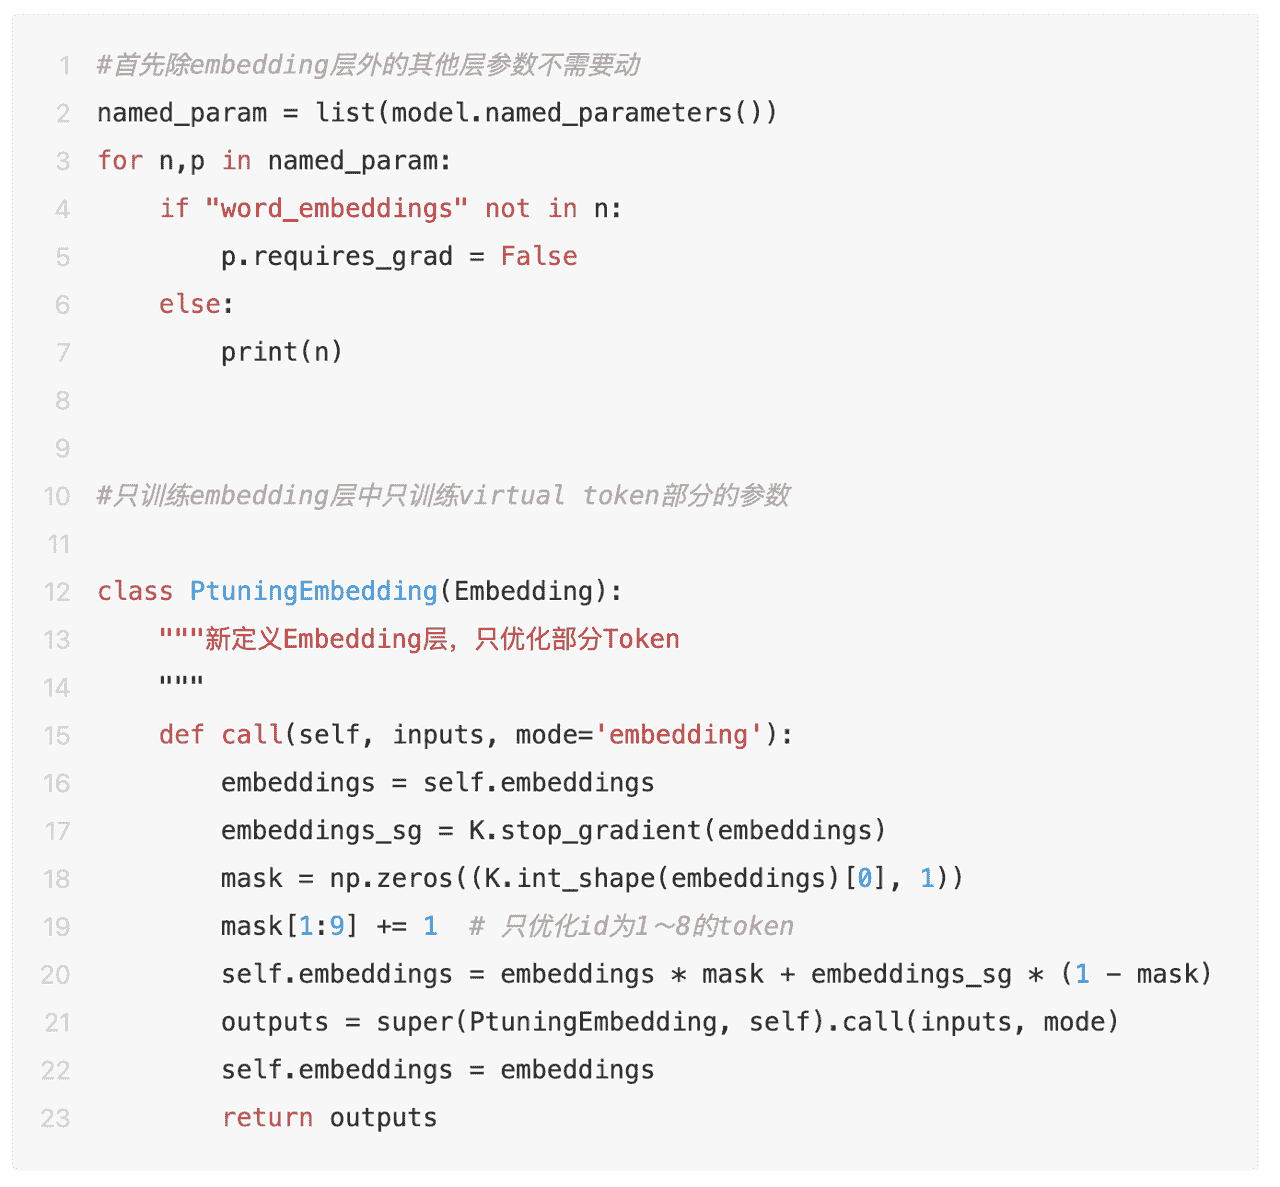 1 #首先除embedding层外的其他层参数不需要动
2 named_param = list(model.named_parameters())
3 for n,p in named_param:
4     if "word_embeddings" not in n:
5         p.requires_grad = False
6     else:
7         print(n)
8
9
10 #只训练embedding层中只训练virtual token部分的参数
11
12 class PtuningEmbedding(Embedding):
13     """新定义Embedding层，只优化部分Token
14     """
15     def call(self, inputs, mode='embedding'):
16         embeddings = self.embeddings
17         embeddings_sg = K.stop_gradient(embeddings)
18         mask = np.zeros((K.int_shape(embeddings)[0], 1))
19         mask[1:9] += 1  # 只优化id为1～8的token
20         self.embeddings = embeddings * mask + embeddings_sg * (1 - mask)
21         outputs = super(PtuningEmbedding, self).call(inputs, mode)
22         self.embeddings = embeddings
23         return outputs